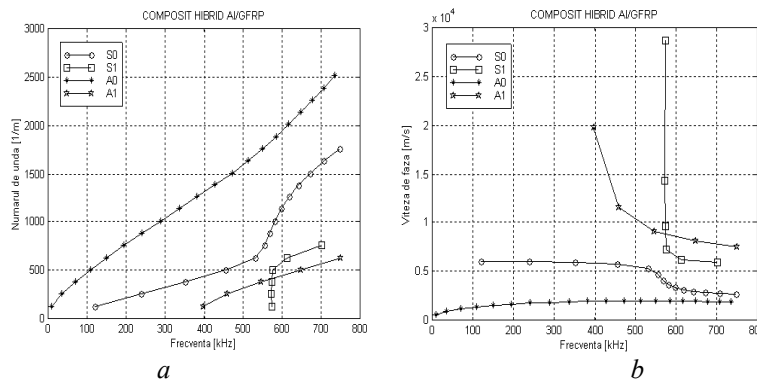 COMPOSIT HIBRID Al/GFRP
3000
2500
2000
1500
1000
500
0
Numarul de unda [1/m]
S0
S1
A0
A1
0 100 200 300 400 500 600 700 800
Frecventa [kHz]
a
COMPOSIT HIBRID Al/GFRP
x 10⁴
3
2.5
2
1.5
1
0.5
0
Viteza de faza [m/s]
S0
S1
A0
A1
0 100 200 300 400 500 600 700 800
Frecventa [kHz]
b